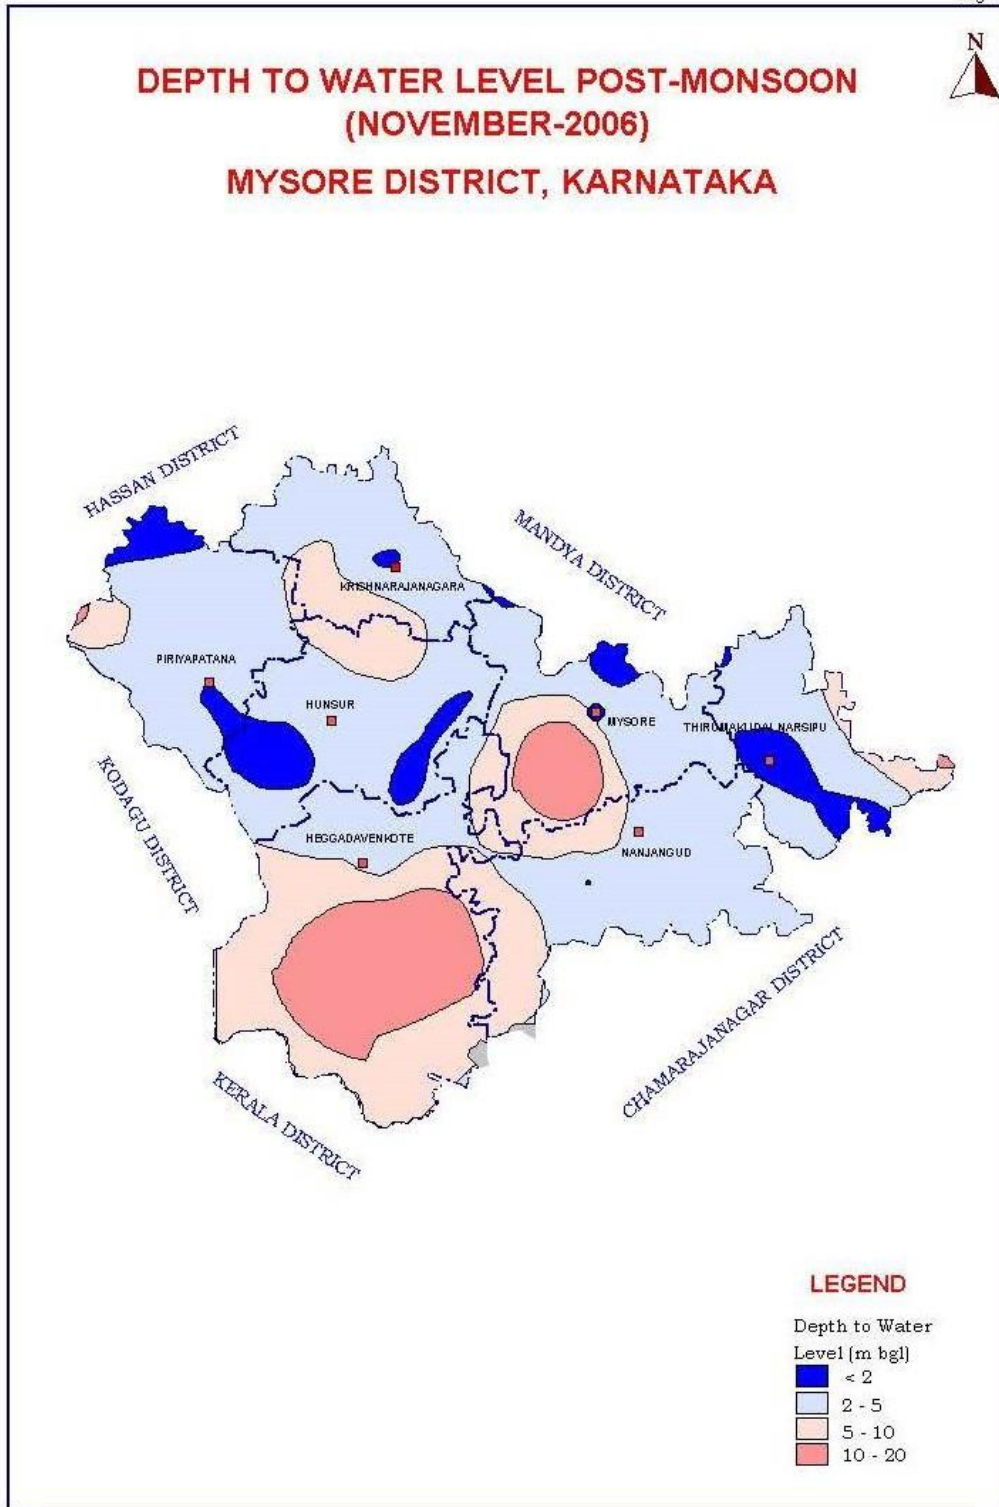 N
DEPTH TO WATER LEVEL POST-MONSOON
(NOVEMBER-2006)
MYSORE DISTRICT, KARNATAKA
HASSAN DISTRICT
MANDYA DISTRICT
KRISHNARAJANAGARA
PIRIYAPATANA
HUNSUR
MYSORE
THIRUMAKUDAL NARSIPU
KODAGU DISTRICT
HEGGADAVENKOTE
NANJANGUD
CHAMARAJANAGAR DISTRICT
KERALA DISTRICT
LEGEND
Depth to Water
Level (m bgl)
< 2
2 - 5
5 - 10
10 - 20